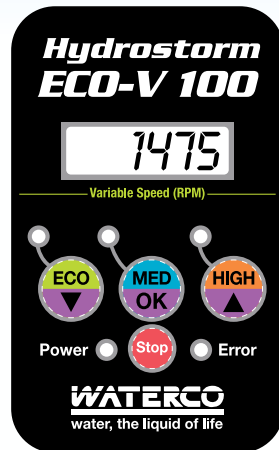 Hydrostorm
ECO-V 100
1475
Variable Speed (RPM)
ECO MED HIGH
OK
Power Stop Error
WATERCO
water, the liquid of life